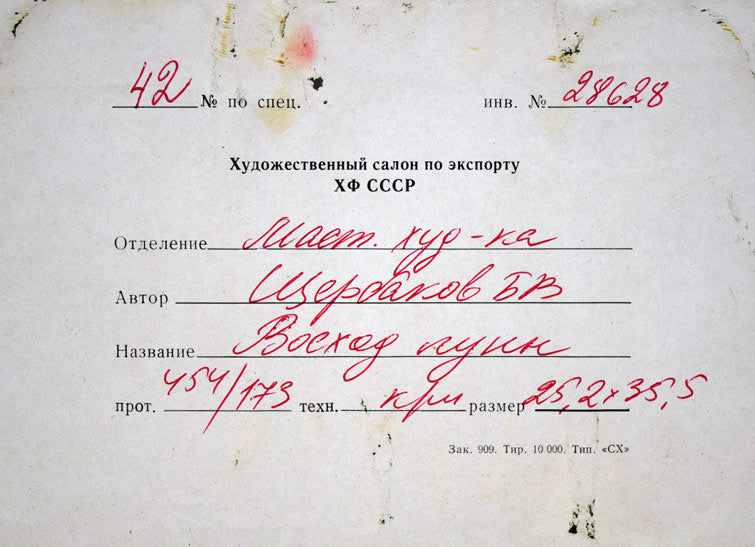 42 № по спец. инв. № 28628
Художественный салон по экспорту
ХФ СССР
Отделение Маст. худ-ка
Автор Щербаков БВ
Название Восход луны
прот. 454/173 техн. крм размер 25,2х35,5
Зак. 909. Тир. 10 000. Тип. «СХ»